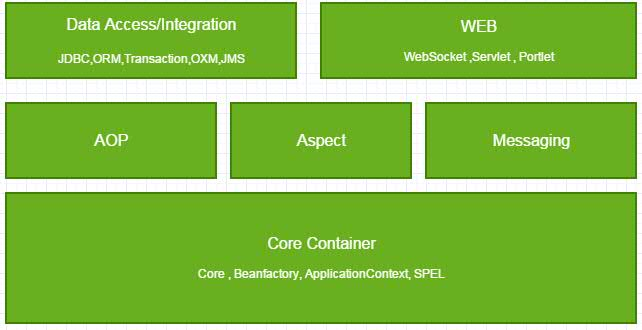 Data Access/Integration
JDBC,ORM,Transaction,OXM,JMS
WEB
WebSocket ,Servlet , Portlet
AOP
Aspect
Messaging
Core Container
Core , Beanfactory, ApplicationContext, SPEL